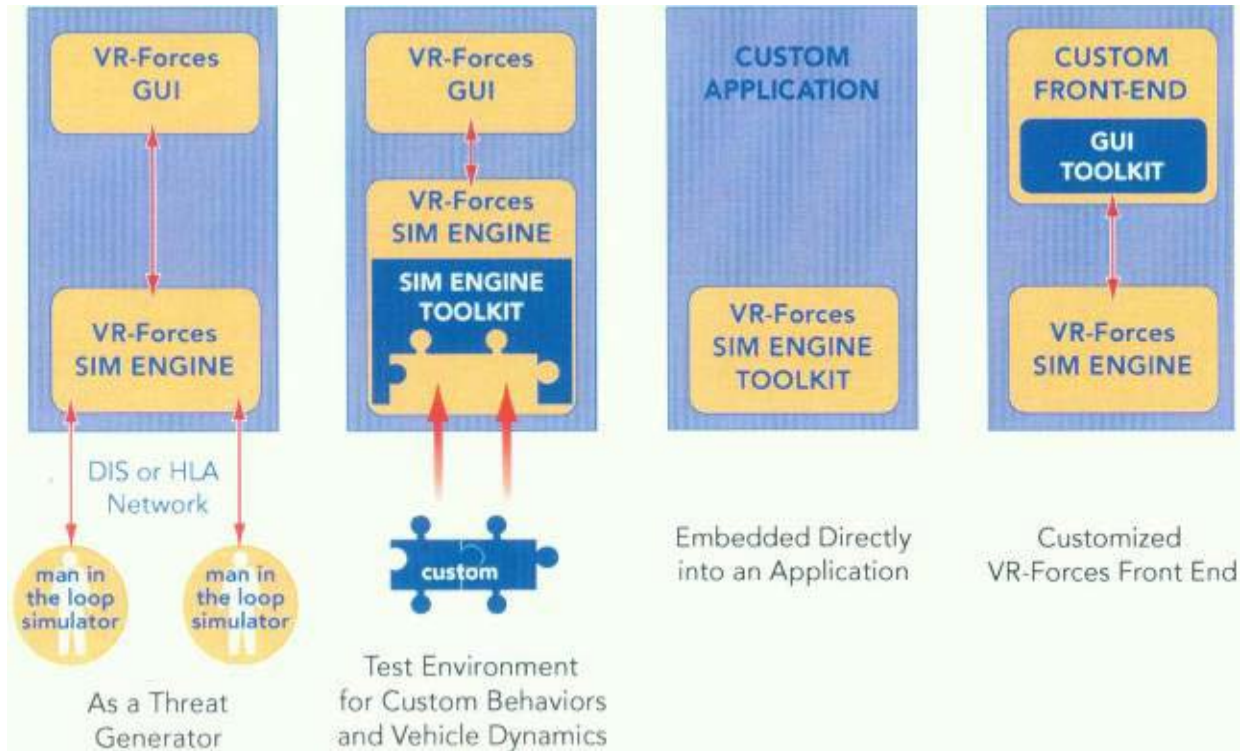 VR-Forces
GUI
VR-Forces
SIM ENGINE
DIS or HLA
Network
man in
the loop
simulator
man in
the loop
simulator
As a Threat
Generator
VR-Forces
GUI
VR-Forces
SIM ENGINE
SIM ENGINE
TOOLKIT
custom
Test Environment
for Custom Behaviors
and Vehicle Dynamics
CUSTOM
APPLICATION
VR-Forces
SIM ENGINE
TOOLKIT
Embedded Directly
into an Application
CUSTOM
FRONT-END
GUI
TOOLKIT
VR-Forces
SIM ENGINE
Customized
VR-Forces Front End